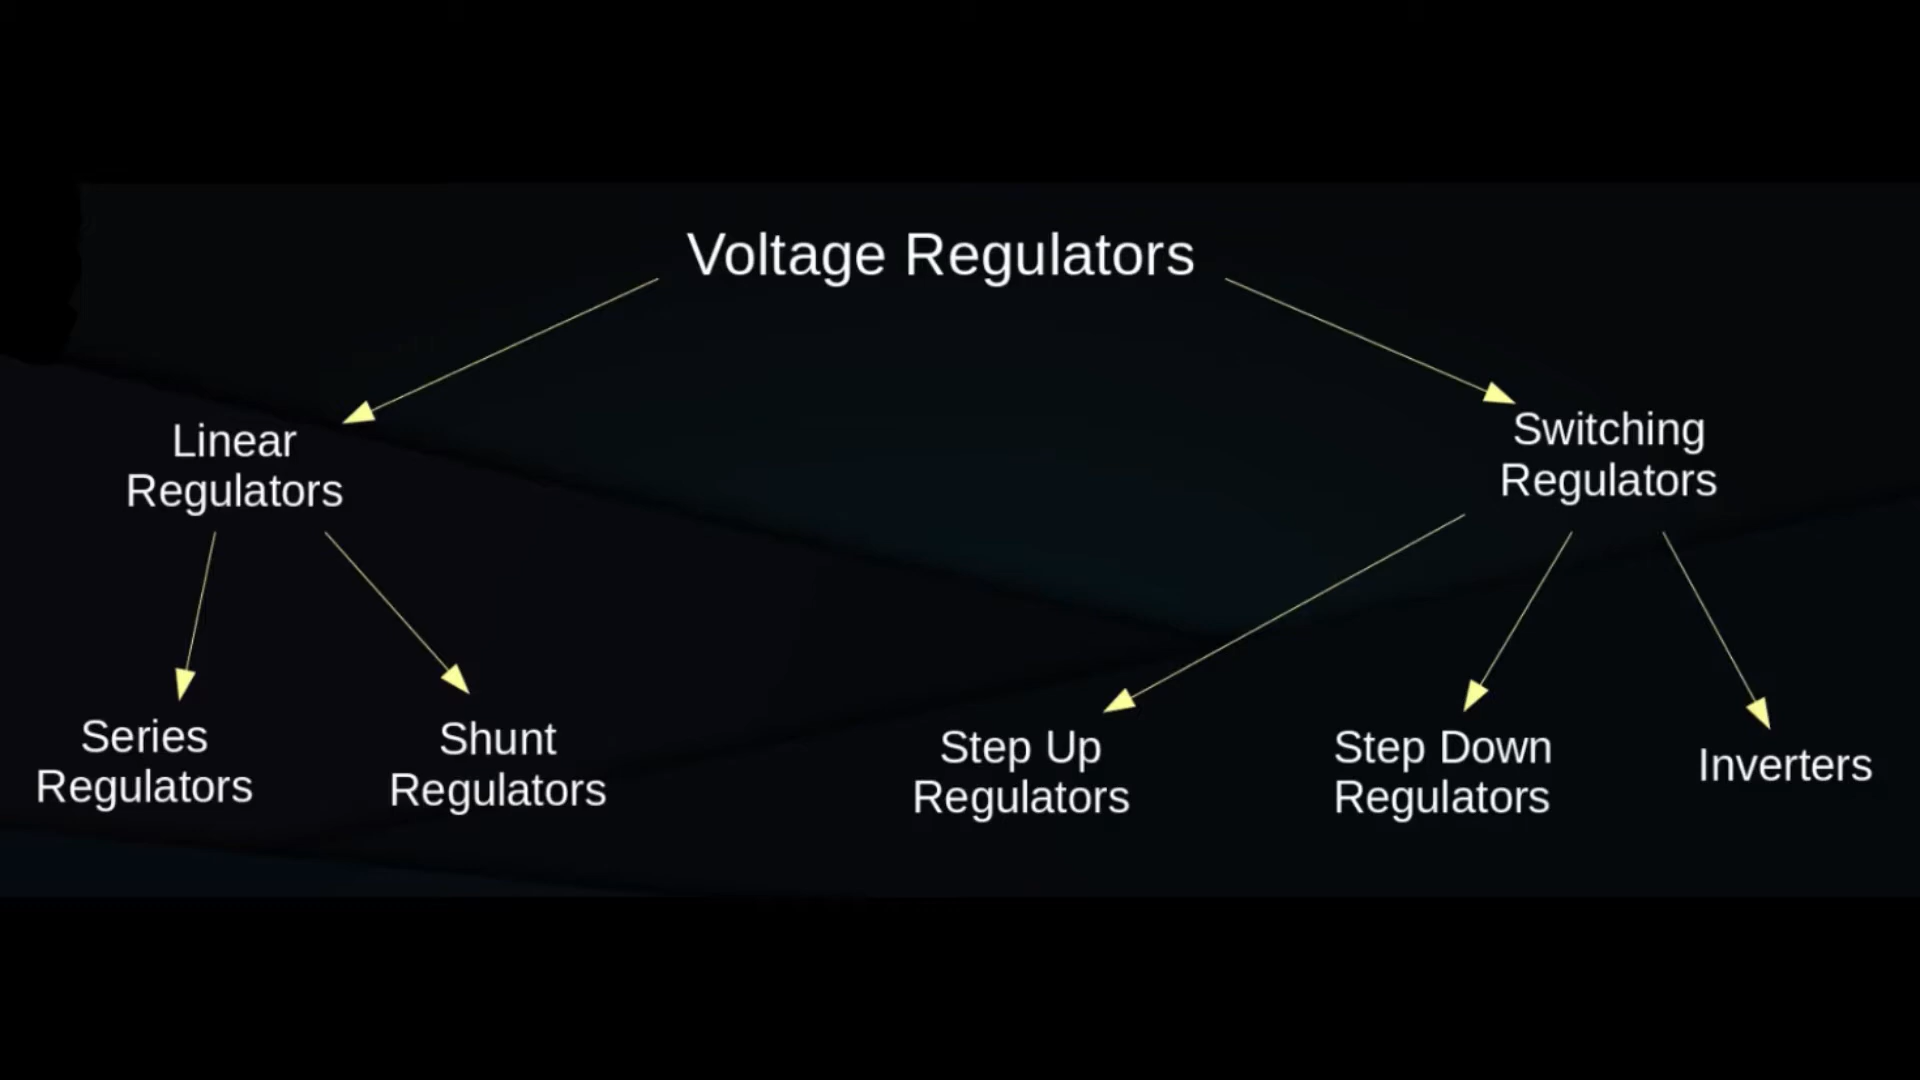 Voltage Regulators
Linear
Regulators
Switching
Regulators
Series
Regulators
Shunt
Regulators
Step Up
Regulators
Step Down
Regulators
Inverters